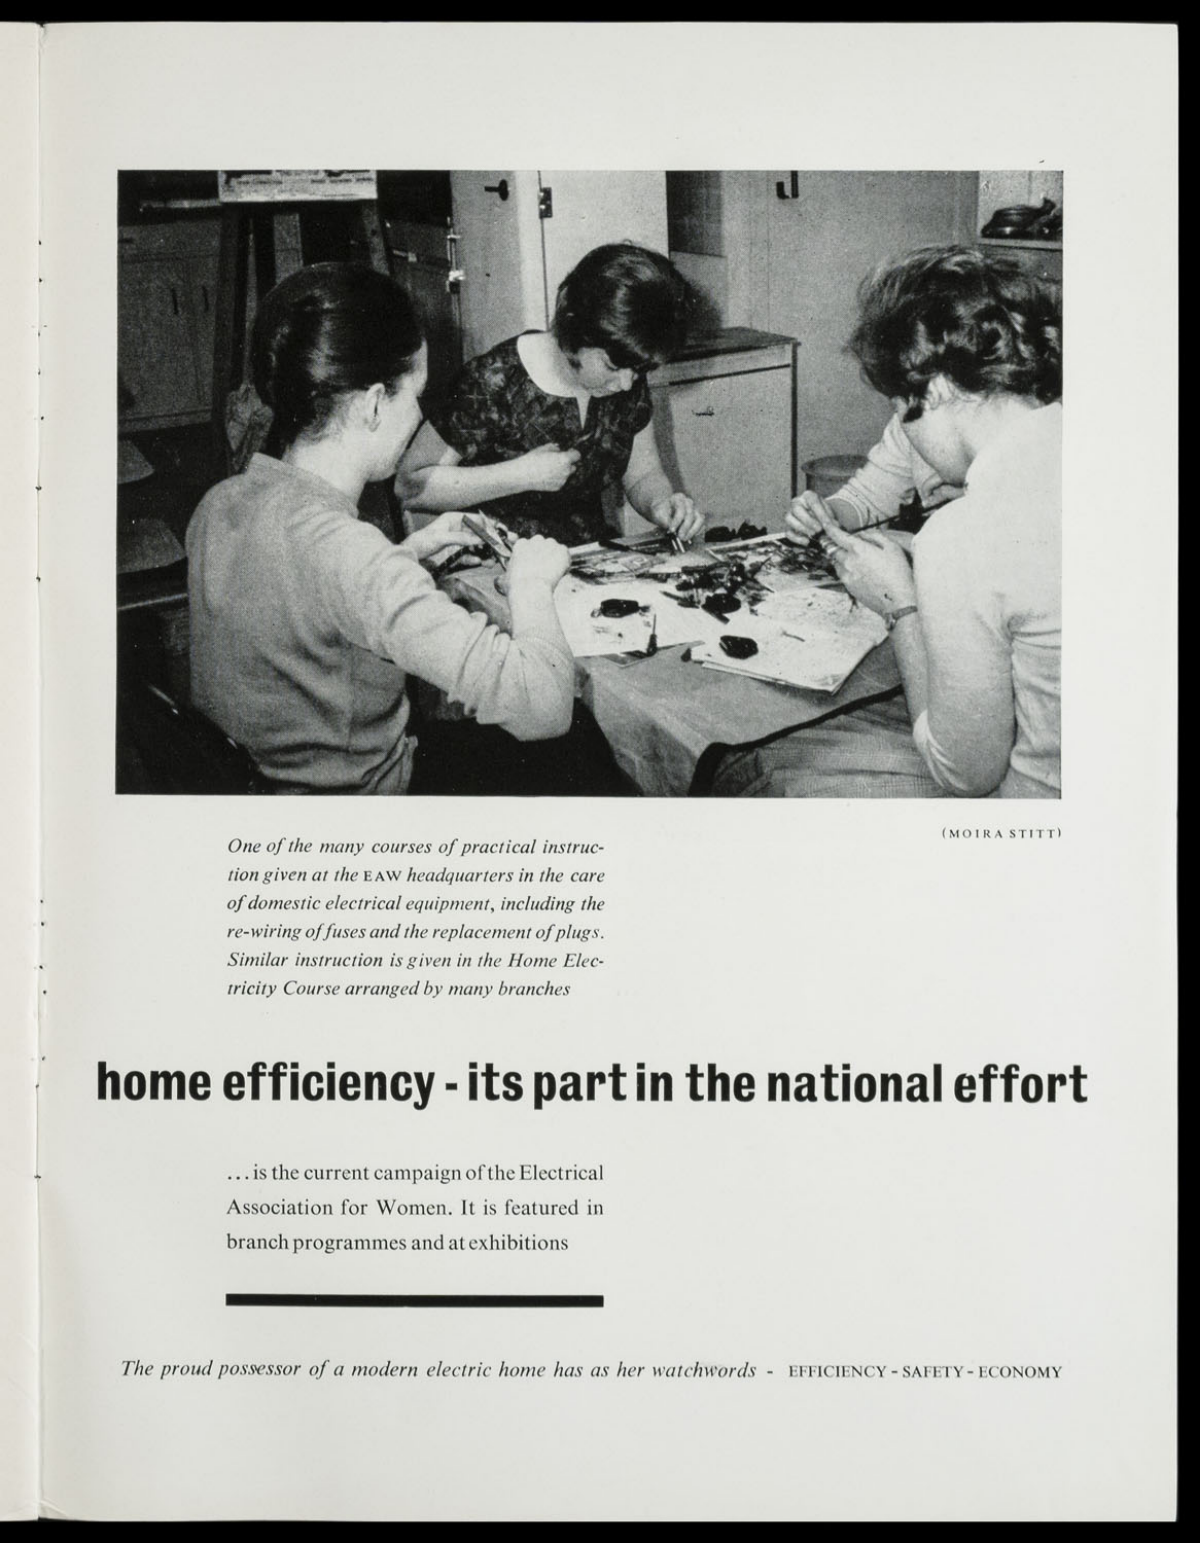 (MOIRA STITT)
One of the many courses of practical instruc-
tion given at the EAW headquarters in the care
of domestic electrical equipment, including the
re-wiring of fuses and the replacement of plugs.
Similar instruction is given in the Home Elec-
tricity Course arranged by many branches
home efficiency - its part in the national effort
...is the current campaign of the Electrical
Association for Women. It is featured in
branch programmes and at exhibitions
The proud possessor of a modern electric home has as her watchwords - EFFICIENCY - SAFETY - ECONOMY